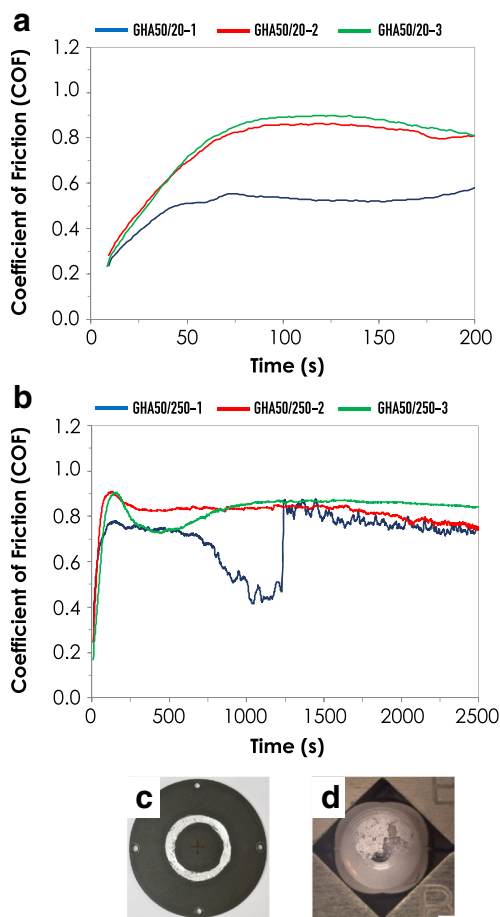 a
GHA50/20–1 GHA50/20–2 GHA50/20–3
Coefficient of Friction (COF)
1.2
1.0
0.8
0.6
0.4
0.2
0.0
0 50 100 150 200
Time (s)
b
GHA50/250–1 GHA50/250–2 GHA50/250–3
Coefficient of Friction (COF)
1.2
1.0
0.8
0.6
0.4
0.2
0.0
0 500 1000 1500 2000 2500
Time (s)
c d